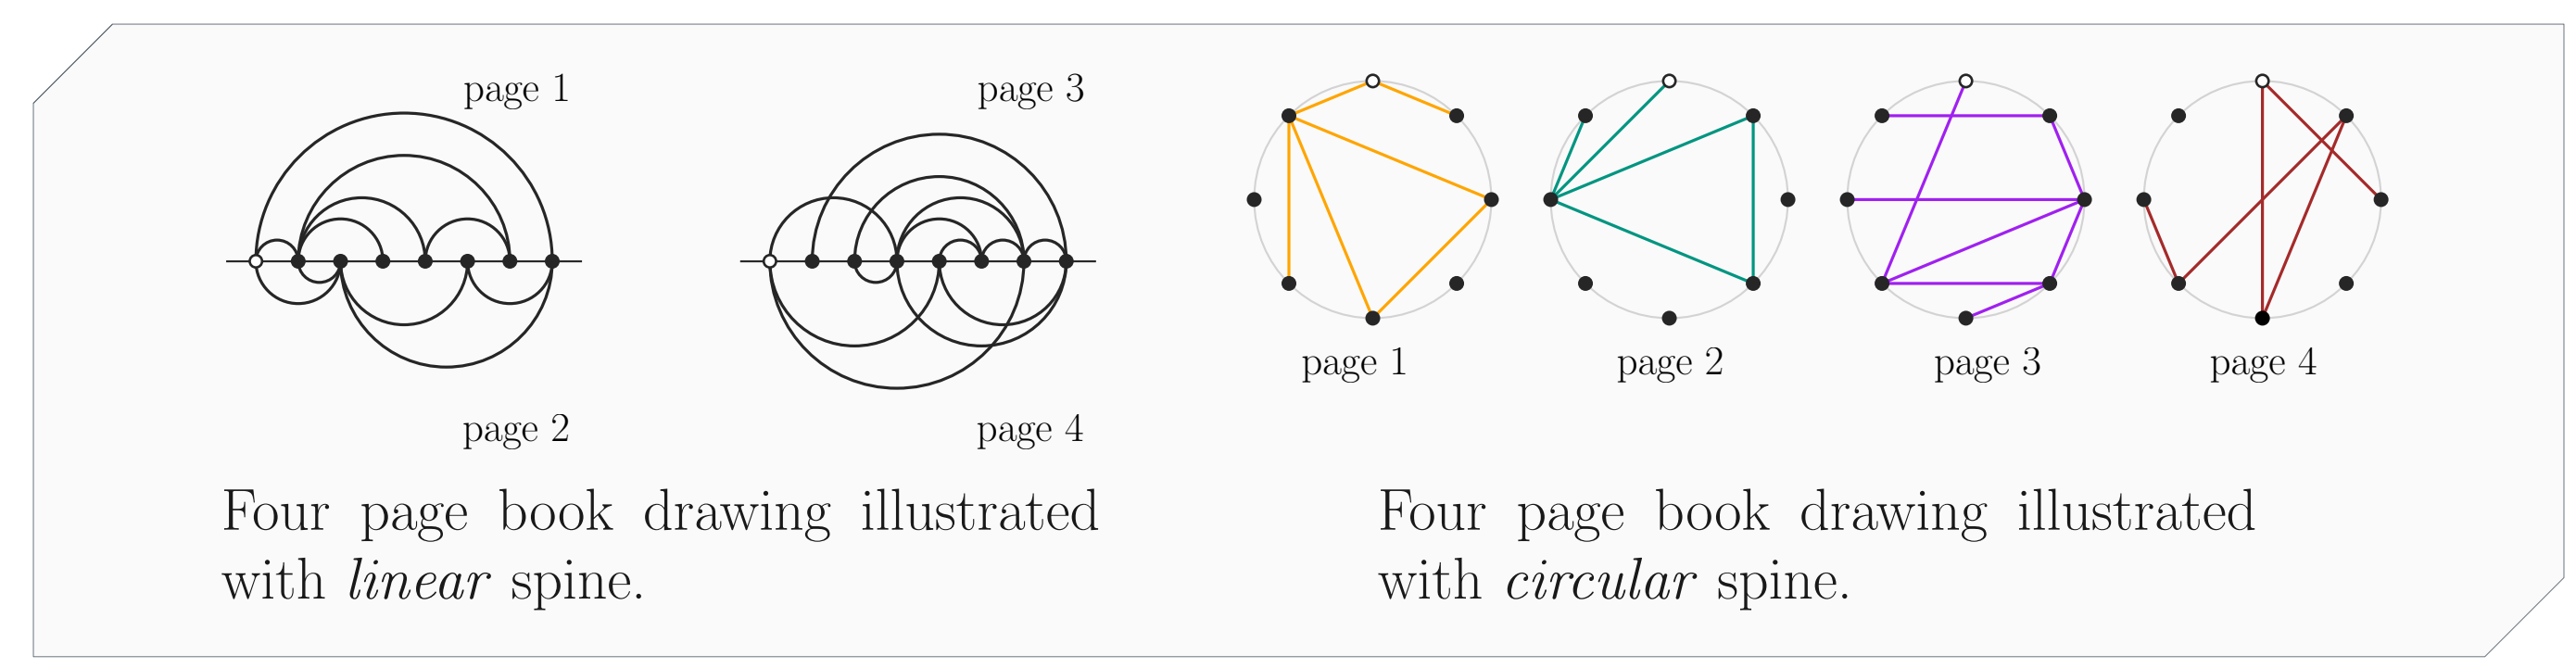 page 1
page 3
page 2
page 4
Four page book drawing illustrated
with linear spine.
page 1
page 2
page 3
page 4
Four page book drawing illustrated
with circular spine.